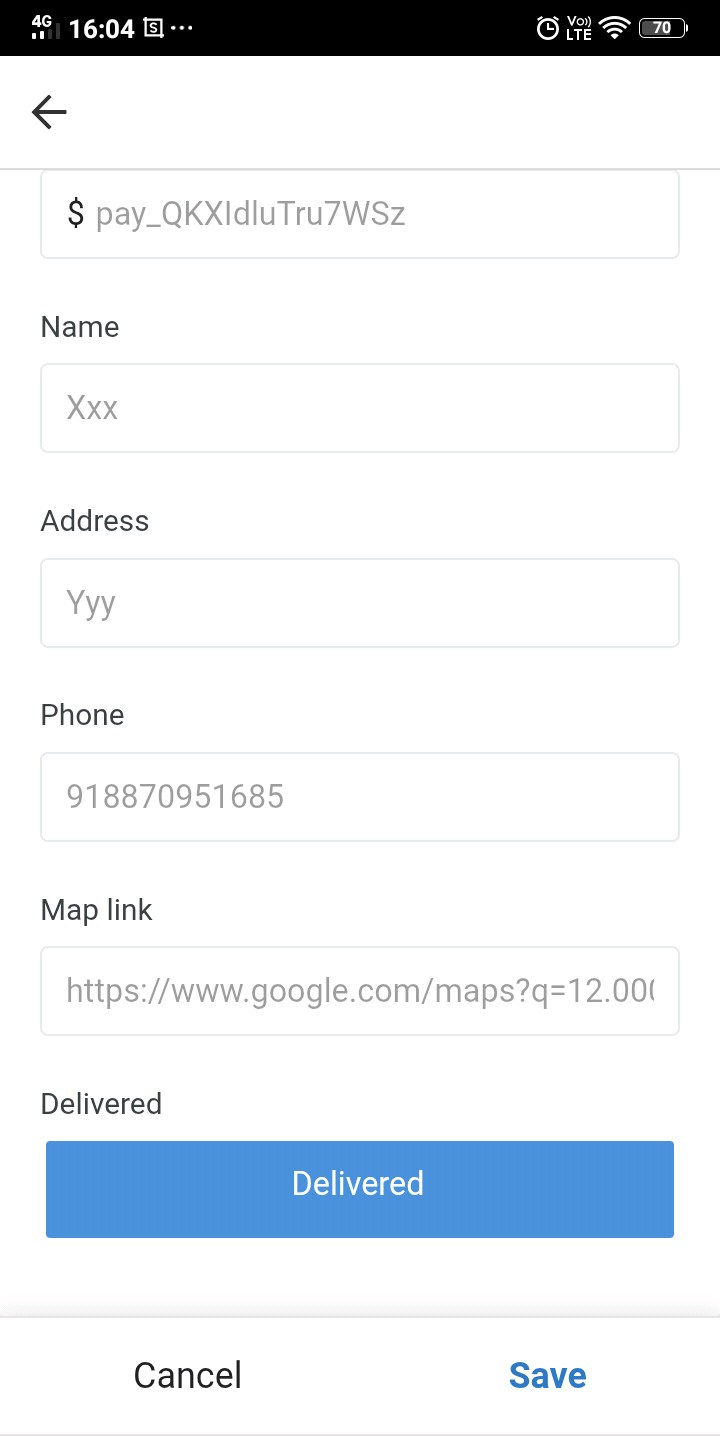 4G 16:04 Vo)) LTE 70
$ pay_QKXIdluTru7WSz
Name
Xxx
Address
Yyy
Phone
918870951685
Map link
https://www.google.com/maps?q=12.00
Delivered
Delivered
Cancel Save